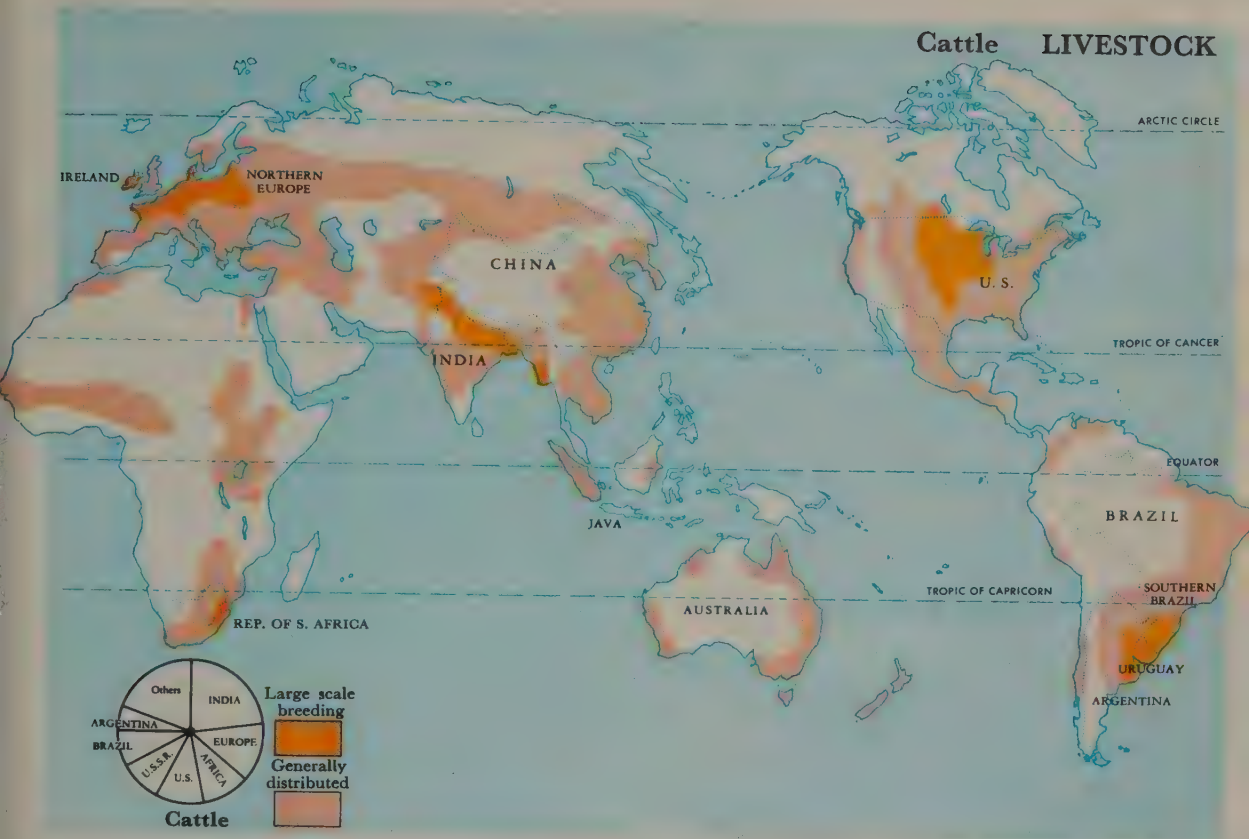 Cattle LIVESTOCK
ARCTIC CIRCLE
IRELAND
NORTHERN
EUROPE
CHINA
U. S.
TROPIC OF CANCER
INDIA
EQUATOR
BRAZIL
JAVA
TROPIC OF CAPRICORN
SOUTHERN
BRAZIL
AUSTRALIA
REP. OF S. AFRICA
URUGUAY
ARGENTINA
Others
INDIA
ARGENTINA
EUROPE
BRAZIL
U.S.S.R.
U.S.
AFRICA
Cattle
Large scale
breeding
Generally
distributed